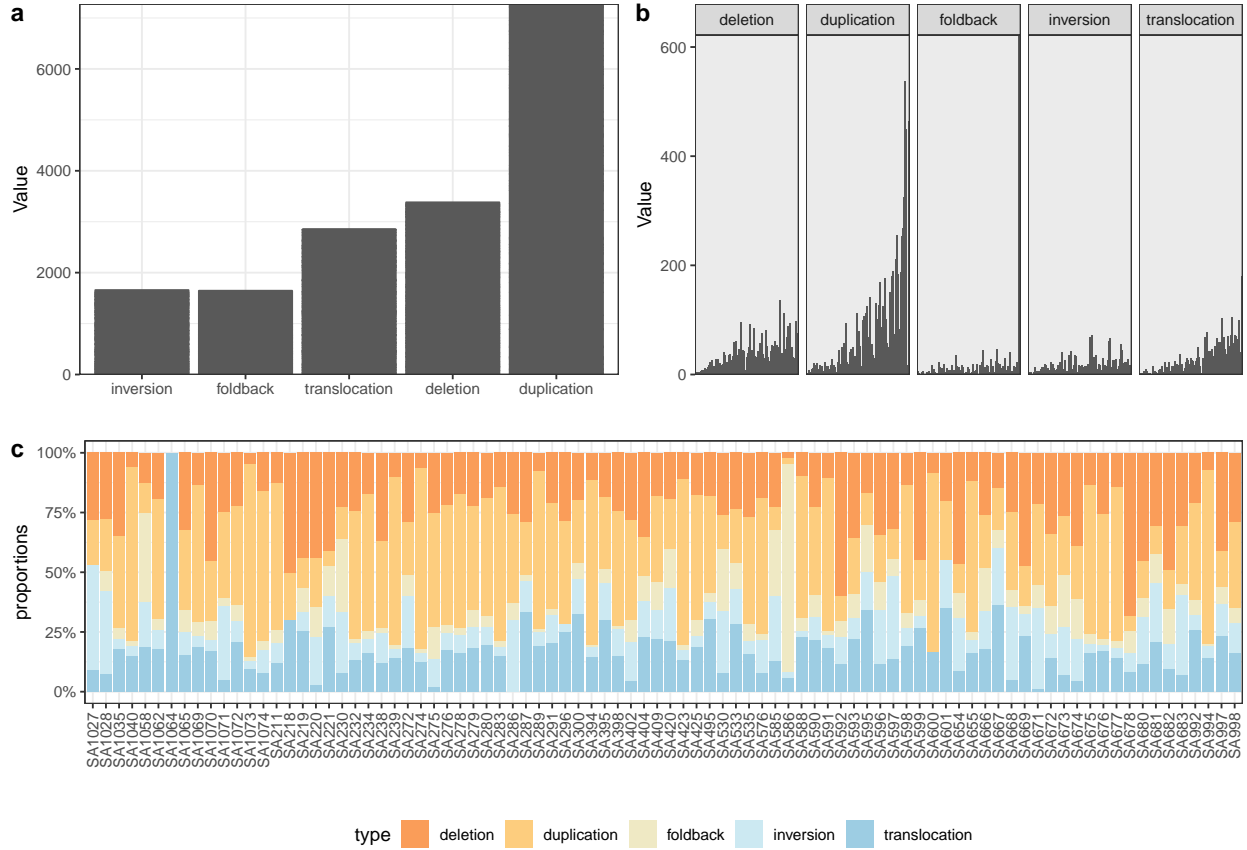 a
Value
6000
4000
2000
0
inversion
foldback
translocation
deletion
duplication
b
deletion
duplication
foldback
inversion
translocation
Value
600
400
200
0
c
proportions
100%
75%
50%
25%
0%
SA1027
SA1028
SA1035
SA1040
SA1058
SA1062
SA1064
SA1065
SA1069
SA1070
SA1071
SA1072
SA1073
SA1074
SA211
SA218
SA219
SA220
SA221
SA230
SA232
SA234
SA238
SA239
SA272
SA274
SA275
SA276
SA278
SA279
SA280
SA283
SA286
SA287
SA289
SA291
SA296
SA300
SA394
SA395
SA398
SA402
SA404
SA409
SA420
SA423
SA425
SA495
SA530
SA533
SA535
SA576
SA585
SA586
SA588
SA590
SA591
SA592
SA593
SA595
SA596
SA597
SA598
SA599
SA600
SA601
SA654
SA655
SA666
SA667
SA668
SA669
SA671
SA672
SA673
SA674
SA675
SA676
SA677
SA678
SA680
SA681
SA682
SA683
SA992
SA994
SA997
SA998
type
deletion
duplication
foldback
inversion
translocation